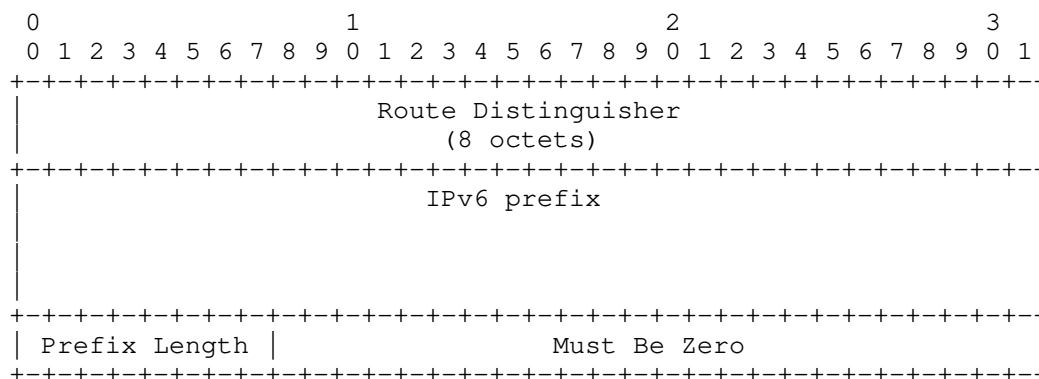 0                   1                   2                   3
 0 1 2 3 4 5 6 7 8 9 0 1 2 3 4 5 6 7 8 9 0 1 2 3 4 5 6 7 8 9 0 1
+-+-+-+-+-+-+-+-+-+-+-+-+-+-+-+-+-+-+-+-+-+-+-+-+-+-+-+-+-+-+-+-
|                      Route Distinguisher
|                          (8 octets)
+-+-+-+-+-+-+-+-+-+-+-+-+-+-+-+-+-+-+-+-+-+-+-+-+-+-+-+-+-+-+-+-
|                         IPv6 prefix
|
|
|
+-+-+-+-+-+-+-+-+-+-+-+-+-+-+-+-+-+-+-+-+-+-+-+-+-+-+-+-+-+-+-+-
| Prefix Length |                 Must Be Zero
+-+-+-+-+-+-+-+-+-+-+-+-+-+-+-+-+-+-+-+-+-+-+-+-+-+-+-+-+-+-+-+-